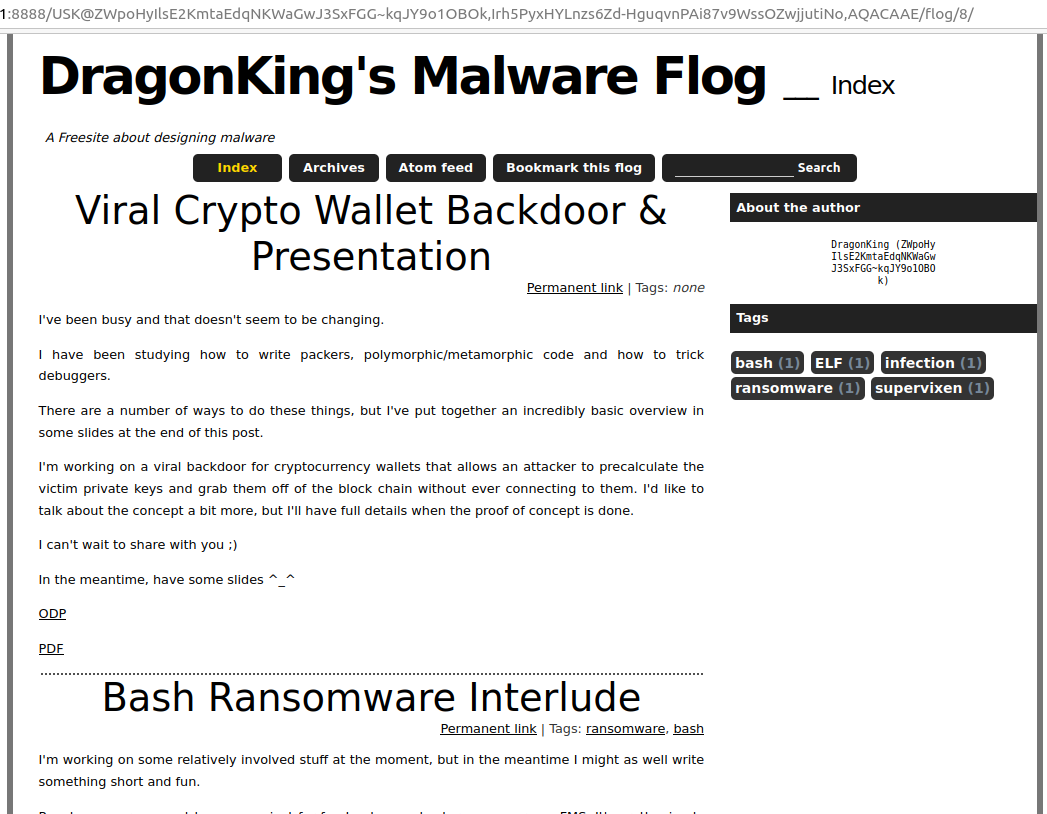 1:8888/USK@ZWpoHyIlsE2KmtaEdqNKWaGwJ3SxFGG~kqJY9o1OBOk,Irh5PyxHYLnzs6Zd-HguqvnPAi87v9WssOZwjjutiNo,AQACAAE/flog/8/
DragonKing's Malware Flog __ Index
A Freesite about designing malware
Index Archives Atom feed Bookmark this flog Search
Viral Crypto Wallet Backdoor &
Presentation
Permanent link | Tags: none
I've been busy and that doesn't seem to be changing.
I have been studying how to write packers, polymorphic/metamorphic code and how to trick
debuggers.
There are a number of ways to do these things, but I've put together an incredibly basic overview in
some slides at the end of this post.
I'm working on a viral backdoor for cryptocurrency wallets that allows an attacker to precalculate the
victim private keys and grab them off of the block chain without ever connecting to them. I'd like to
talk about the concept a bit more, but I'll have full details when the proof of concept is done.
I can't wait to share with you ;)
In the meantime, have some slides ^_^
ODP
PDF
Bash Ransomware Interlude
Permanent link | Tags: ransomware, bash
I'm working on some relatively involved stuff at the moment, but in the meantime I might as well write
something short and fun.
About the author
DragonKing (ZWpoHy
IlsE2KmtaEdqNKWaGw
J3SxFGG~kqJY9o1OBO
k)
Tags
bash (1) ELF (1) infection (1)
ransomware (1) supervixen (1)